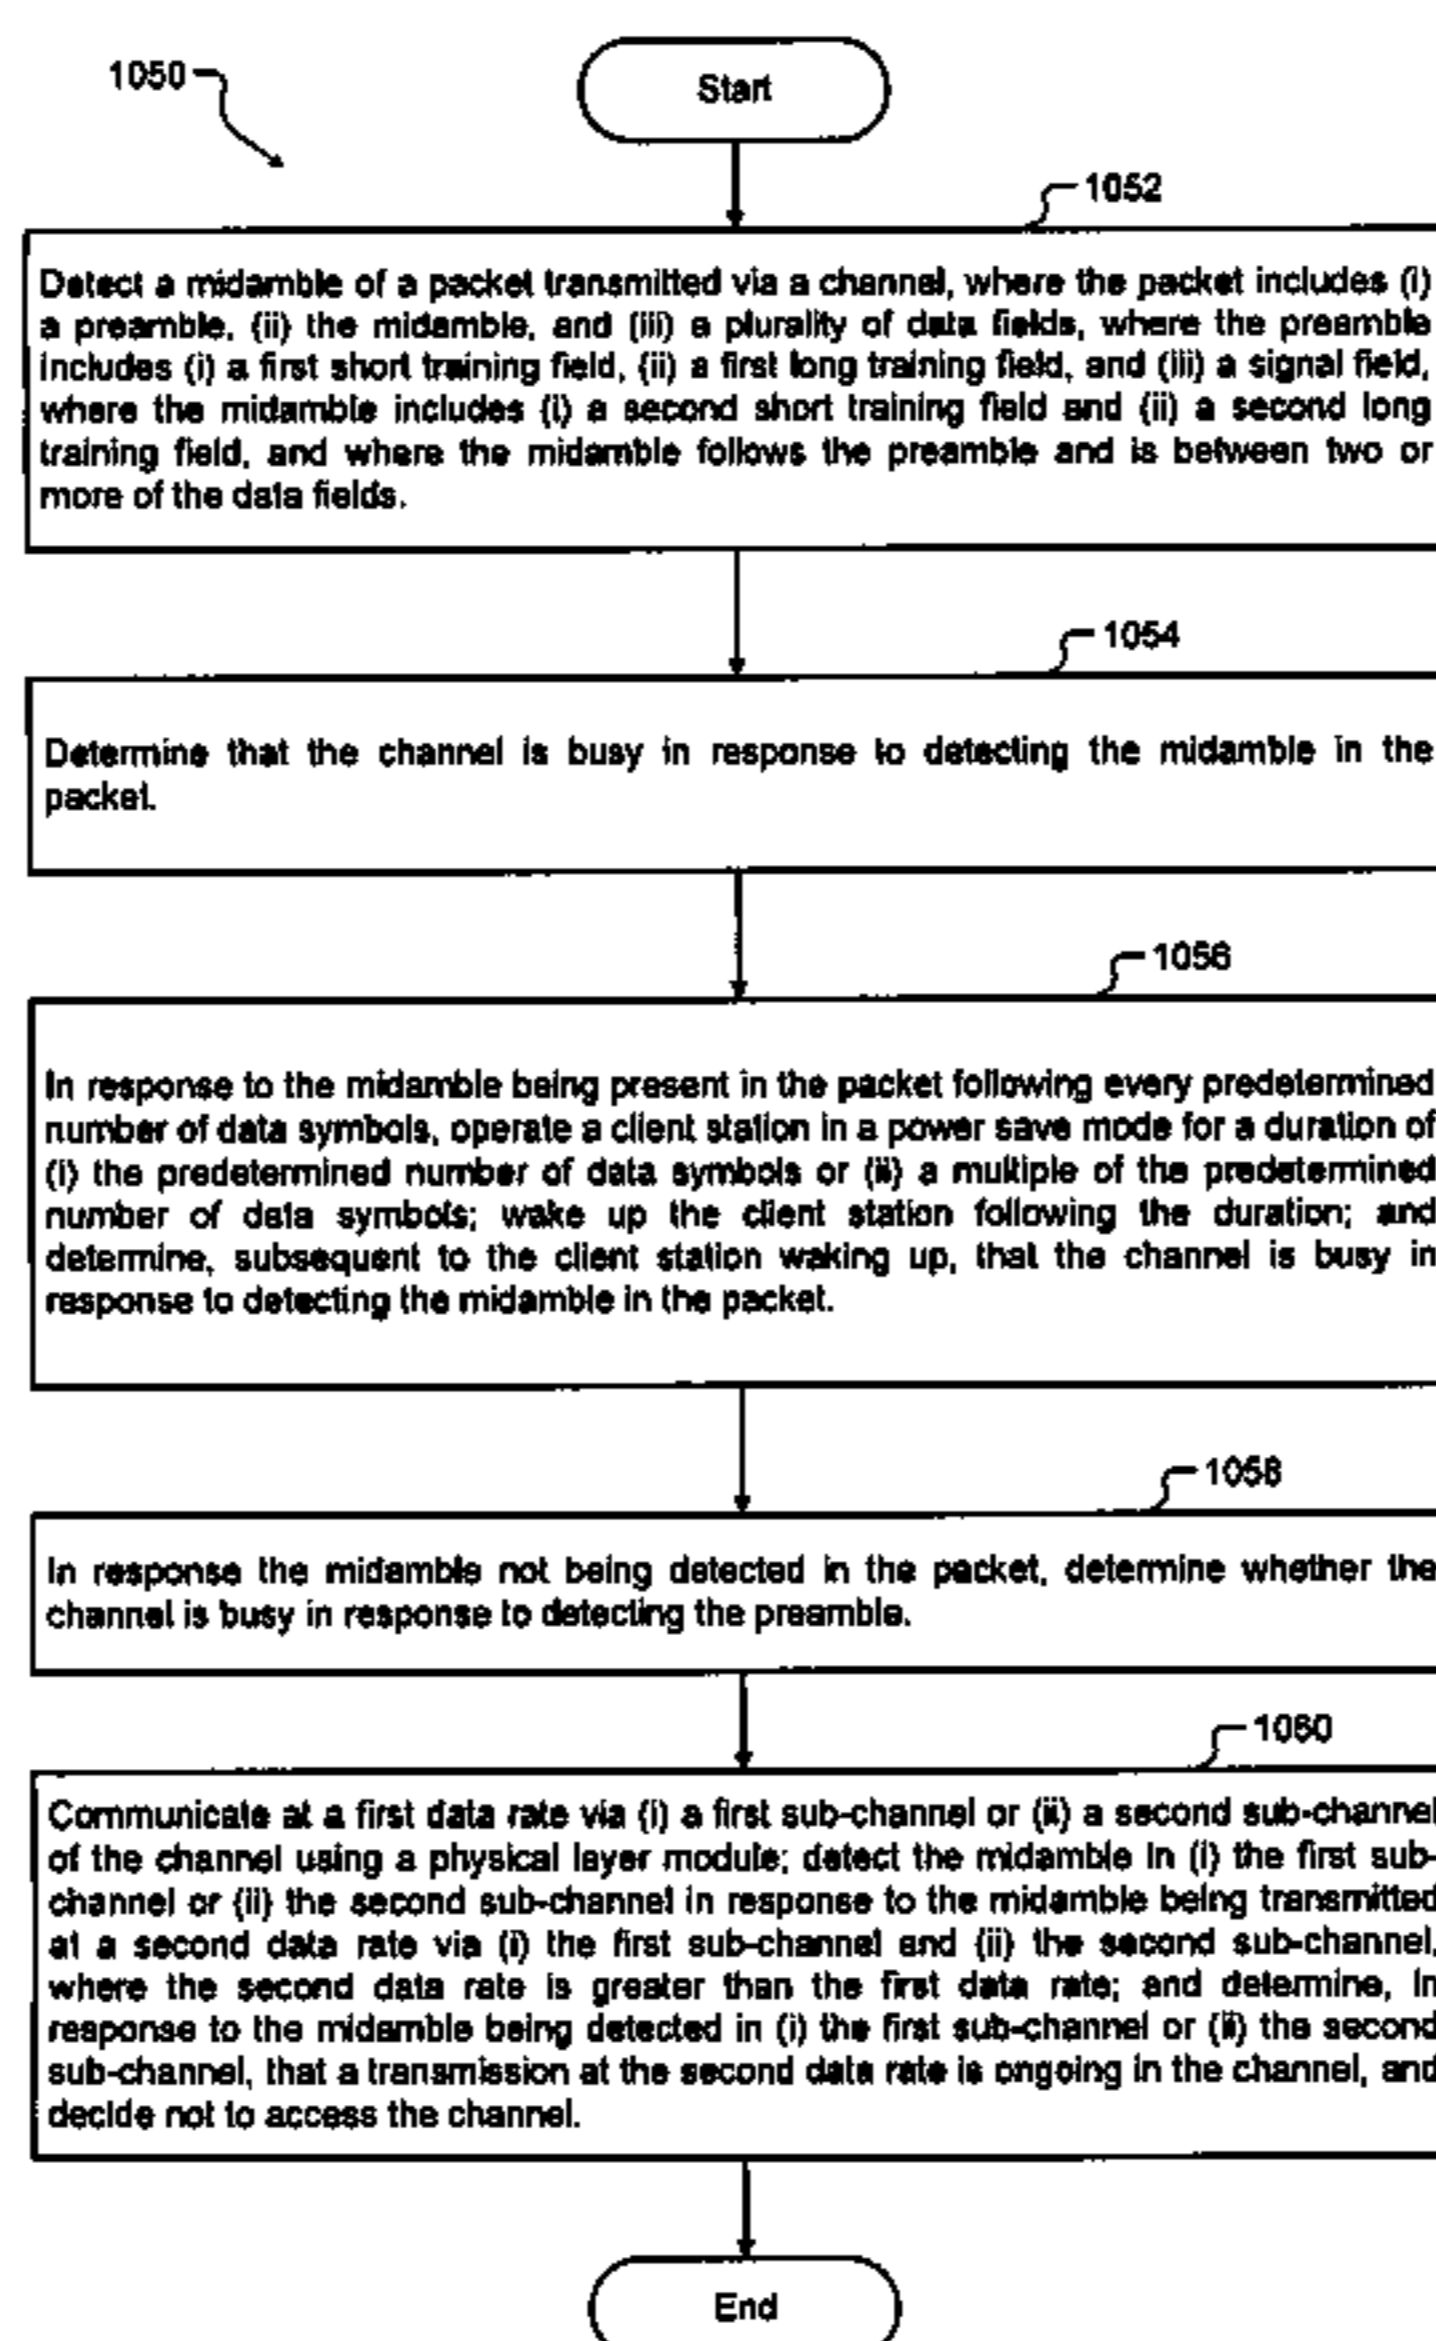 1050
Start
1052
Detect a midamble of a packet transmitted via a channel, where the packet includes (i)
a preamble, (ii) the midamble, and (iii) a plurality of data fields, where the preamble
includes (i) a first short training field, (ii) a first long training field, and (iii) a signal field,
where the midamble includes (i) a second short training field and (ii) a second long
training field, and where the midamble follows the preamble and is between two or
more of the data fields.
1054
Determine that the channel is busy in response to detecting the midamble in the
packet.
1056
In response to the midamble being present in the packet following every predetermined
number of data symbols, operate a client station in a power save mode for a duration of
(i) the predetermined number of data symbols or (ii) a multiple of the predetermined
number of data symbols; wake up the client station following the duration; and
determine, subsequent to the client station waking up, that the channel is busy in
response to detecting the midamble in the packet.
1058
In response the midamble not being detected in the packet, determine whether the
channel is busy in response to detecting the preamble.
1060
Communicate at a first data rate via (i) a first sub-channel or (ii) a second sub-channel
of the channel using a physical layer module; detect the midamble in (i) the first sub-
channel or (ii) the second sub-channel in response to the midamble being transmitted
at a second data rate via (i) the first sub-channel and (ii) the second sub-channel,
where the second data rate is greater than the first data rate; and determine, in
response to the midamble being detected in (i) the first sub-channel or (ii) the second
sub-channel, that a transmission at the second data rate is ongoing in the channel, and
decide not to access the channel.
End